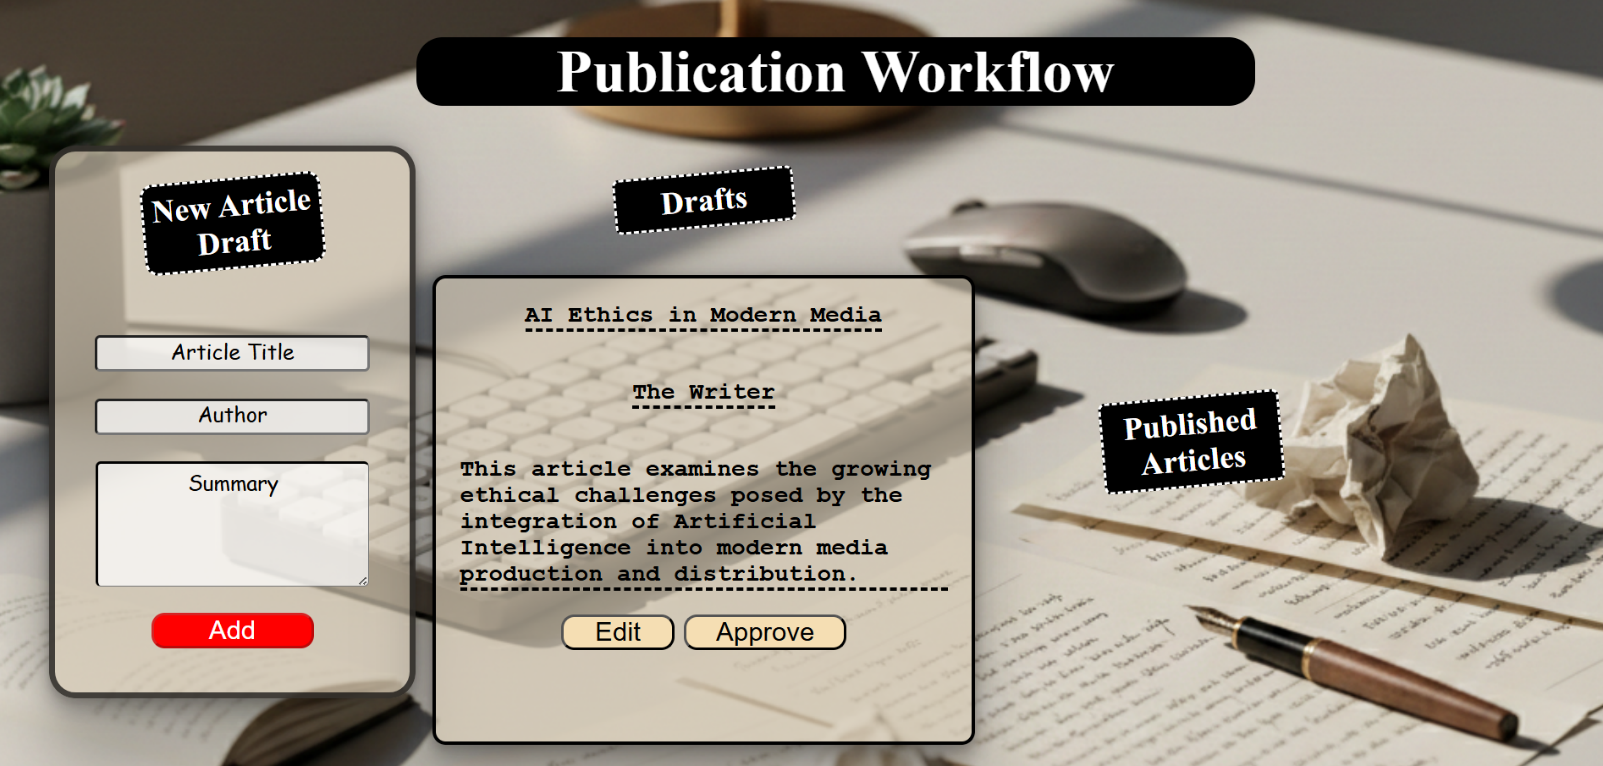 Publication Workflow
New Article
Draft
Article Title
Author
Summary
Add
Drafts
AI Ethics in Modern Media
The Writer
This article examines the growing
ethical challenges posed by the
integration of Artificial
Intelligence into modern media
production and distribution.
Edit
Approve
Published
Articles